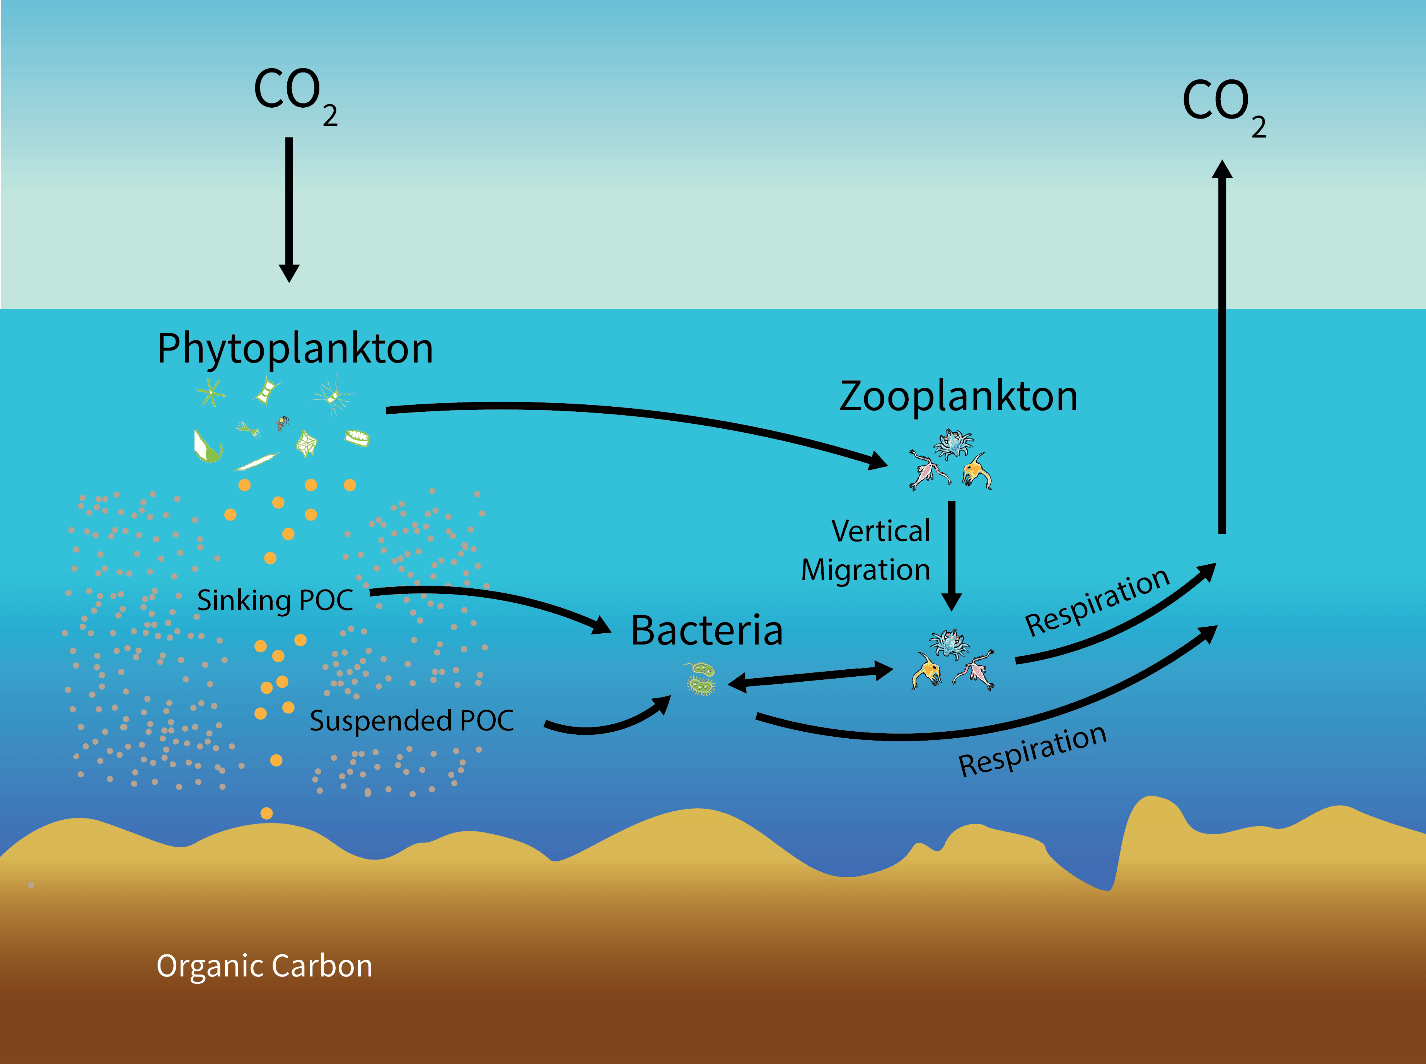 CO₂
CO₂
Phytoplankton
Zooplankton
Vertical
Migration
Sinking POC
Respiration
Bacteria
Suspended POC
Respiration
Organic Carbon